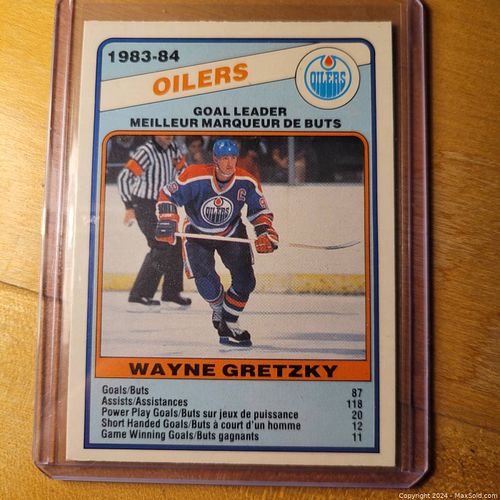 1983-84
OILERS
OILERS
GOAL LEADER
MEILLEUR MARQUEUR DE BUTS
C
OILERS
WAYNE GRETZKY
Goals/Buts 87
Assists/Assistances 118
Power Play Goals/Buts sur jeux de puissance 20
Short Handed Goals/Buts à court d'un homme 12
Game Winning Goals/Buts gagnants 11
Copyright © 2024 - MaxSold.com